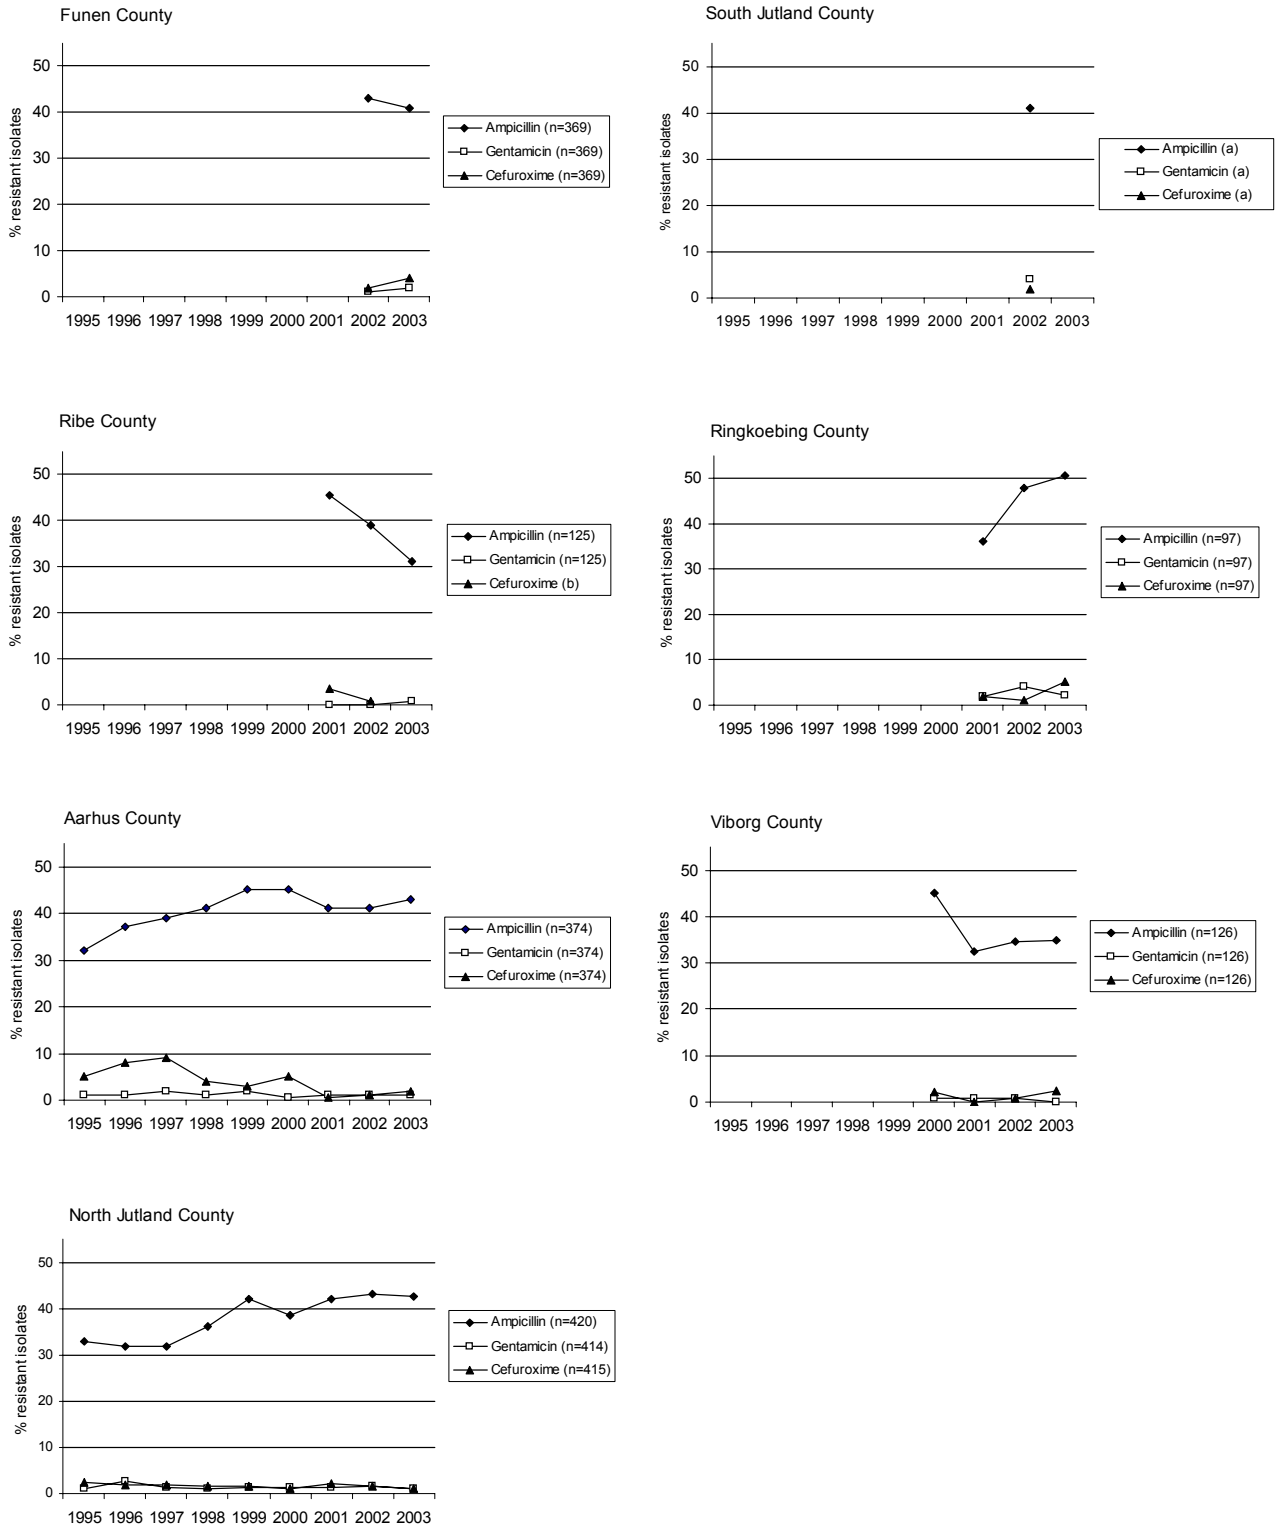 Funen County
% resistant isolates
50
40
30
20
10
0
1995 1996 1997 1998 1999 2000 2001 2002 2003
Ampicillin (n=369)
Gentamicin (n=369)
Cefuroxime (n=369)
South Jutland County
% resistant isolates
50
40
30
20
10
0
1995 1996 1997 1998 1999 2000 2001 2002 2003
Ampicillin (a)
Gentamicin (a)
Cefuroxime (a)
Ribe County
% resistant isolates
50
40
30
20
10
0
1995 1996 1997 1998 1999 2000 2001 2002 2003
Ampicillin (n=125)
Gentamicin (n=125)
Cefuroxime (b)
Ringkoebing County
% resistant isolates
50
40
30
20
10
0
1995 1996 1997 1998 1999 2000 2001 2002 2003
Ampicillin (n=97)
Gentamicin (n=97)
Cefuroxime (n=97)
Aarhus County
% resistant isolates
50
40
30
20
10
0
1995 1996 1997 1998 1999 2000 2001 2002 2003
Ampicillin (n=374)
Gentamicin (n=374)
Cefuroxime (n=374)
Viborg County
% resistant isolates
50
40
30
20
10
0
1995 1996 1997 1998 1999 2000 2001 2002 2003
Ampicillin (n=126)
Gentamicin (n=126)
Cefuroxime (n=126)
North Jutland County
% resistant isolates
50
40
30
20
10
0
1995 1996 1997 1998 1999 2000 2001 2002 2003
Ampicillin (n=420)
Gentamicin (n=414)
Cefuroxime (n=415)